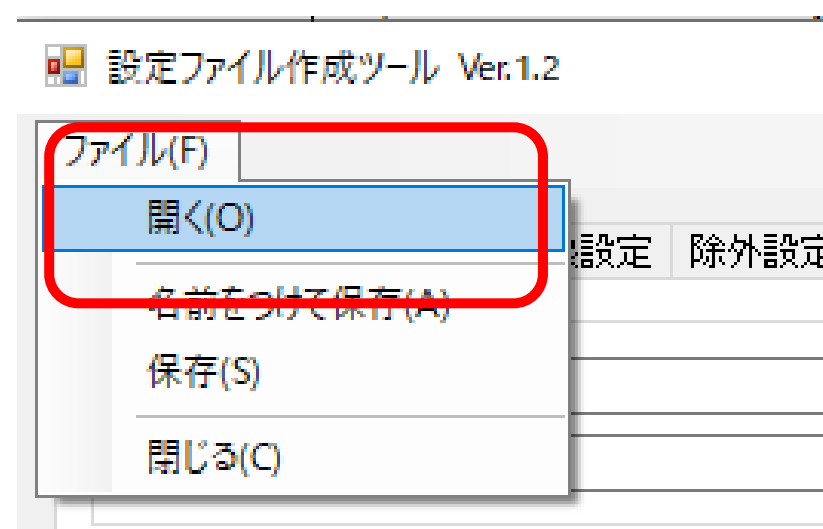 設定ファイル作成ツール Ver.1.2
ファイル(F)
開く(O)
設定 除外設定
名前をつけて保存(A)
保存(S)
閉じる(C)